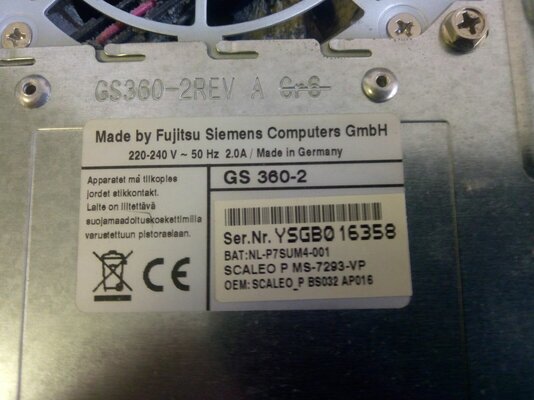 GS360-2REV A GrS
Made by Fujitsu Siemens Computers GmbH
220-240 V ~ 50 Hz 2.0A / Made in Germany
Apparatet må tilkoples
jordet stikkontakt.
Laite on liitettävä
suojamaadoituskoskettimilla
varustettuun pistorasiaan.
GS 360-2
Ser.Nr. YSGB016358
BAT:NL-P7SUM4-001
SCALEO P MS-7293-VP
OEM: SCALEO_P BS032 AP016
CE